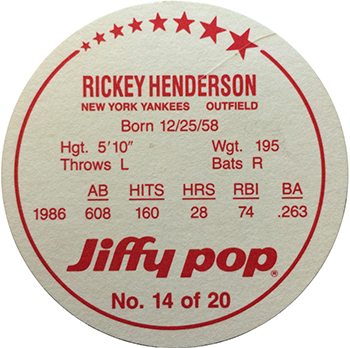 RICKEY HENDERSON
NEW YORK YANKEES OUTFIELD
Born 12/25/58
Hgt. 5'10" Wgt. 195
Throws L Bats R
AB HITS HRS RBI BA
1986 608 160 28 74 .263
Jiffy pop®
No. 14 of 20